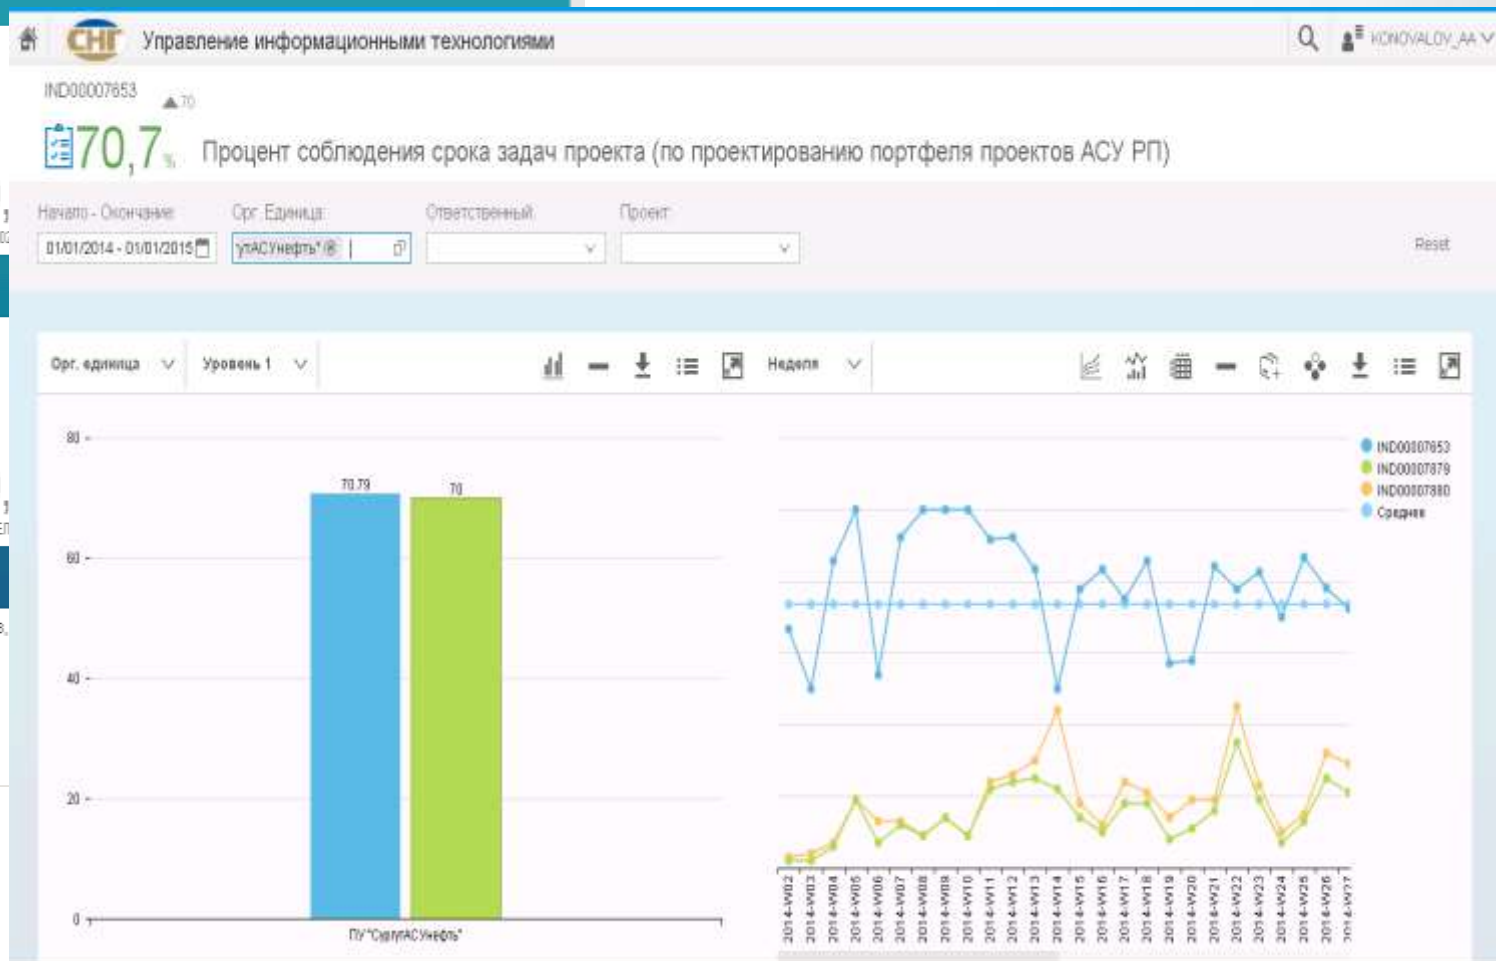 СНГ Управление информационными технологиями KONOVALOV_AA
IND00007653 70
70,7 % Процент соблюдения срока задач проекта (по проектированию портфеля проектов АСУ РП)
Начало - Окончание: Орг. Единица: Ответственный: Проект:
01/01/2014 - 01/01/2015 утАСУнефть" Reset
Орг. единица Уровень 1 Неделя
80
60
40
20
0
70.79 70
ПУ "СургутАСУнефть"
IND00007653
IND00007879
IND00007880
Среднее
2014-W02
2014-W03
2014-W04
2014-W05
2014-W06
2014-W07
2014-W08
2014-W09
2014-W10
2014-W11
2014-W12
2014-W13
2014-W14
2014-W15
2014-W16
2014-W17
2014-W18
2014-W19
2014-W20
2014-W21
2014-W22
2014-W23
2014-W24
2014-W25
2014-W26
2014-W27